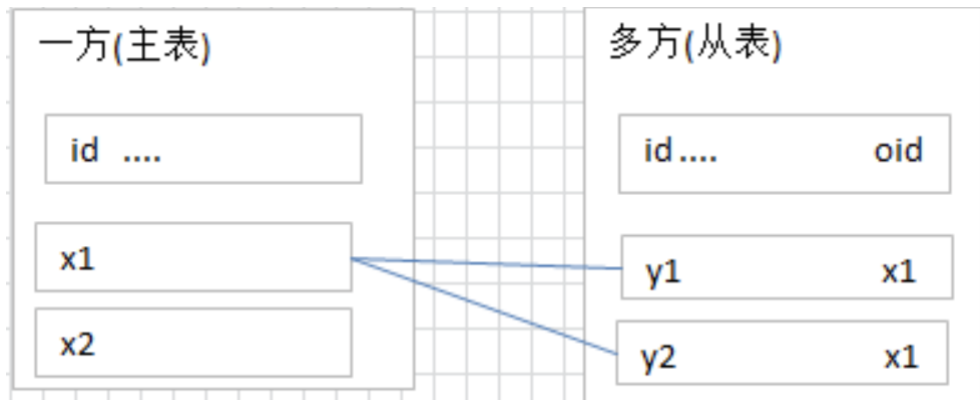 一方(主表)
id ....
x1
x2
多方(从表)
id .... oid
y1 x1
y2 x1